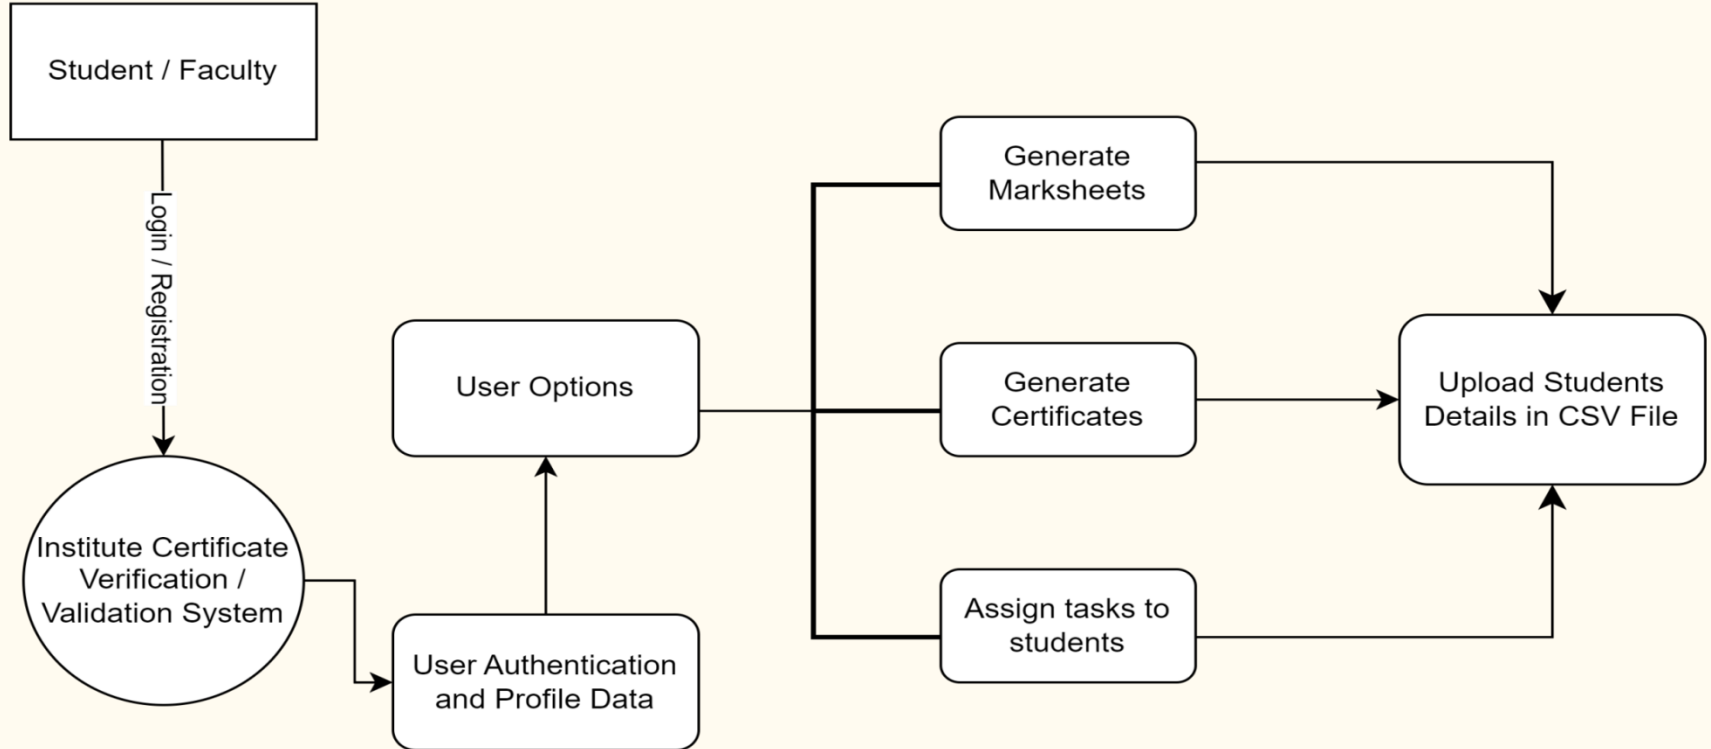 Student / Faculty
Login / Registration
Institute Certificate
Verification /
Validation System
User Authentication
and Profile Data
User Options
Generate
Marksheets
Generate
Certificates
Assign tasks to
students
Upload Students
Details in CSV File